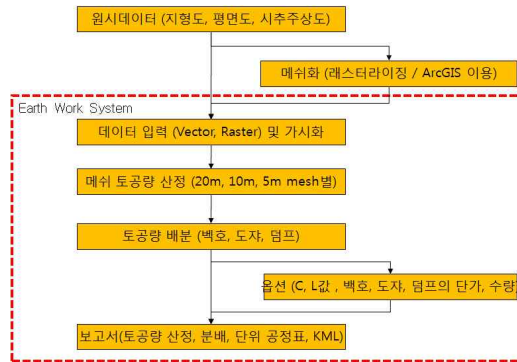 원시데이터 (지형도, 평면도, 시추주상도)
메쉬화 (래스터라이징 / ArcGIS 이용)
Earth Work System
데이터 입력 (Vector, Raster) 및 가시화
메쉬 토공량 산정 (20m, 10m, 5m mesh별)
토공량 배분 (백호, 도쟈, 덤프)
옵션 (C, L값 , 백호, 도쟈, 덤프의 단가, 수량)
보고서(토공량 산정, 분배, 단위 공정표, KML)